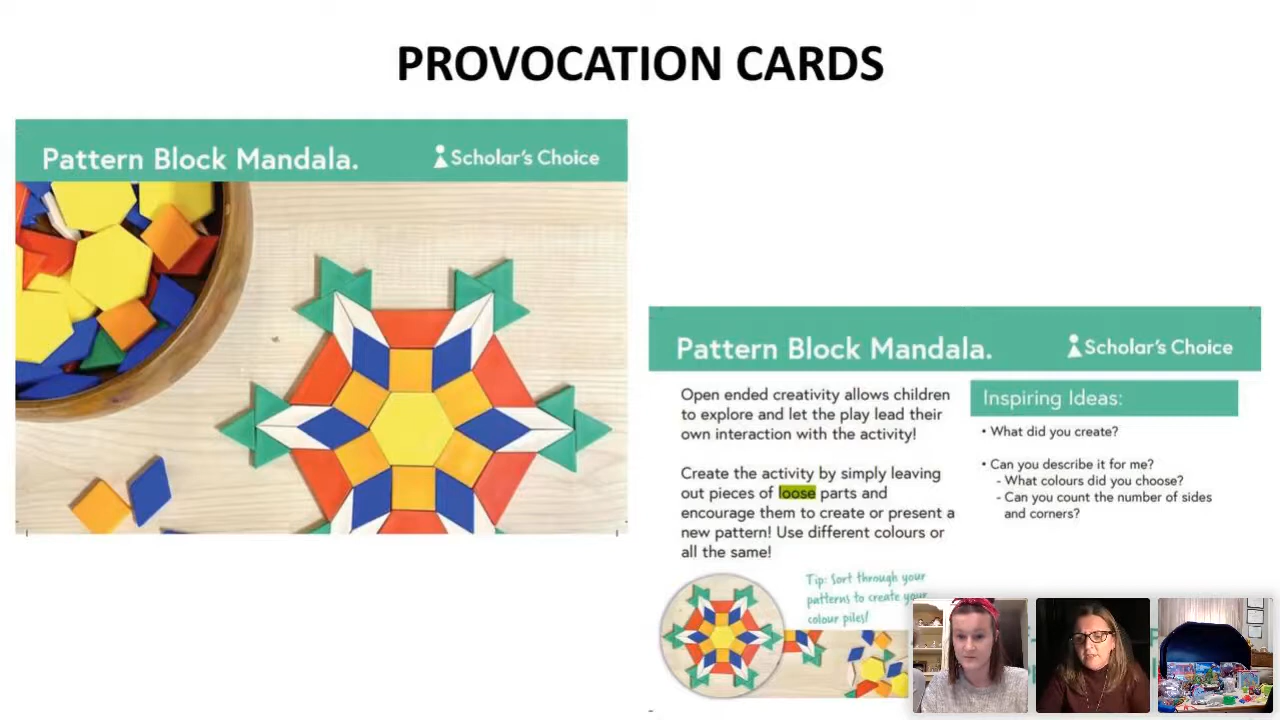 PROVOCATION CARDS
Pattern Block Mandala.
Scholar's Choice
Pattern Block Mandala.
Scholar's Choice
Open ended creativity allows children
to explore and let the play lead their
own interaction with the activity!
Create the activity by simply leaving
out pieces of loose parts and
encourage them to create or present a
new pattern! Use different colours or
all the same!
Inspiring Ideas:
• What did you create?
• Can you describe it for me?
- What colours did you choose?
- Can you count the number of sides
and corners?
Tip: Sort through your
patterns to create your
colour piles!